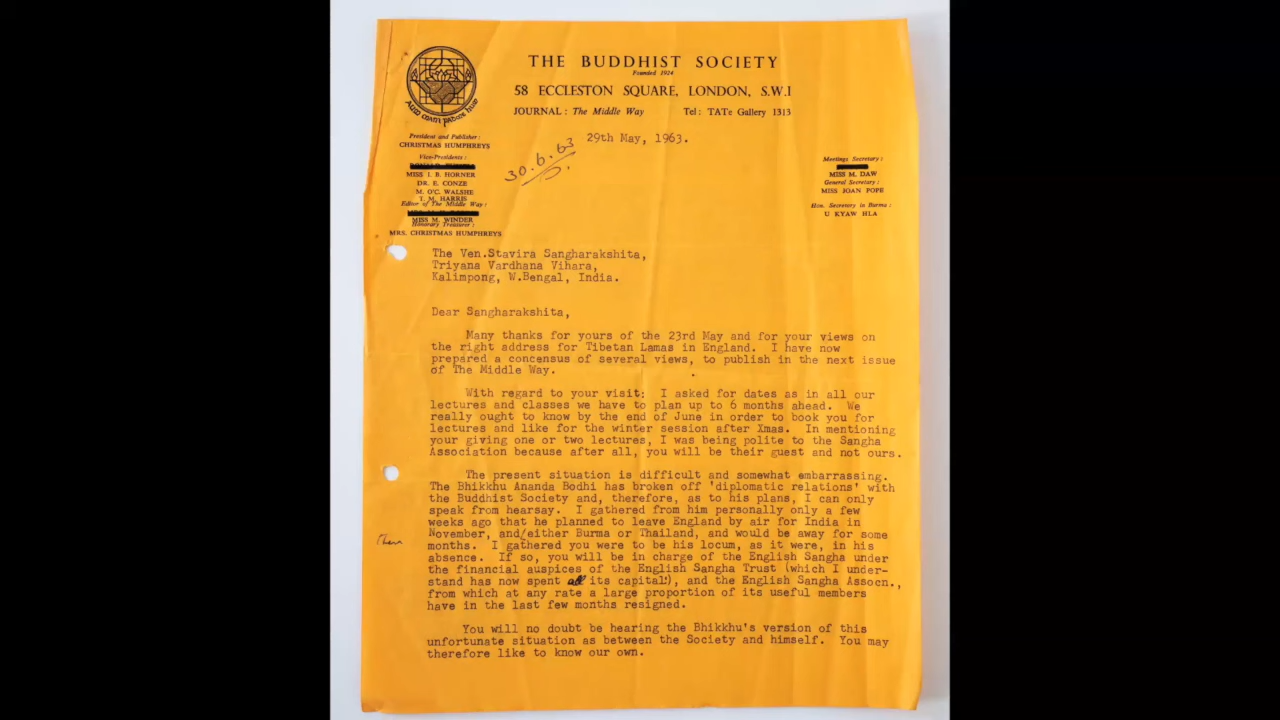 THE BUDDHIST SOCIETY
Founded 1924
58 ECCLESTON SQUARE, LONDON, S.W.1
JOURNAL : The Middle Way Tel : TATe Gallery 1313
29th May, 1963.
30.6.63
President and Publisher :
CHRISTMAS HUMPHREYS
Vice-Presidents :
MISS I. B. HORNER
DR. E. CONZE
M. O'C. WALSHE
T. M. HARRIS
Editor of The Middle Way :
MISS M. WINDER
Honorary Treasurer :
MRS. CHRISTMAS HUMPHREYS
Meetings Secretary :
MISS M. DAW
General Secretary :
MISS JOAN POPE
Hon. Secretary in Burma :
U KYAW HLA
The Ven.Stavira Sangharakshita,
Triyana Vardhana Vihara,
Kalimpong, W.Bengal, India.
Dear Sangharakshita,
Many thanks for yours of the 23rd May and for your views on
the right address for Tibetan Lamas in England. I have now
prepared a concensus of several views, to publish in the next issue
of The Middle Way.
With regard to your visit: I asked for dates as in all our
lectures and classes we have to plan up to 6 months ahead. We
really ought to know by the end of June in order to book you for
lectures and like for the winter session after Xmas. In mentioning
your giving one or two lectures, I was being polite to the Sangha
Association because after all, you will be their guest and not ours.
The present situation is difficult and somewhat embarrassing.
The Bhikkhu Ananda Bodhi has broken off 'diplomatic relations' with
the Buddhist Society and, therefore, as to his plans, I can only
speak from hearsay. I gathered from him personally only a few
weeks ago that he planned to leave England by air for India in
November, and/either Burma or Thailand, and would be away for some
then
months. I gathered you were to be his locum, as it were, in his
absence. If so, you will be in charge of the English Sangha under
the financial auspices of the English Sangha Trust (which I under-
stand has now spent all its capital!), and the English Sangha Assocn.,
from which at any rate a large proportion of its useful members
have in the last few months resigned.
You will no doubt be hearing the Bhikkhu's version of this
unfortunate situation as between the Society and himself. You may
therefore like to know our own.